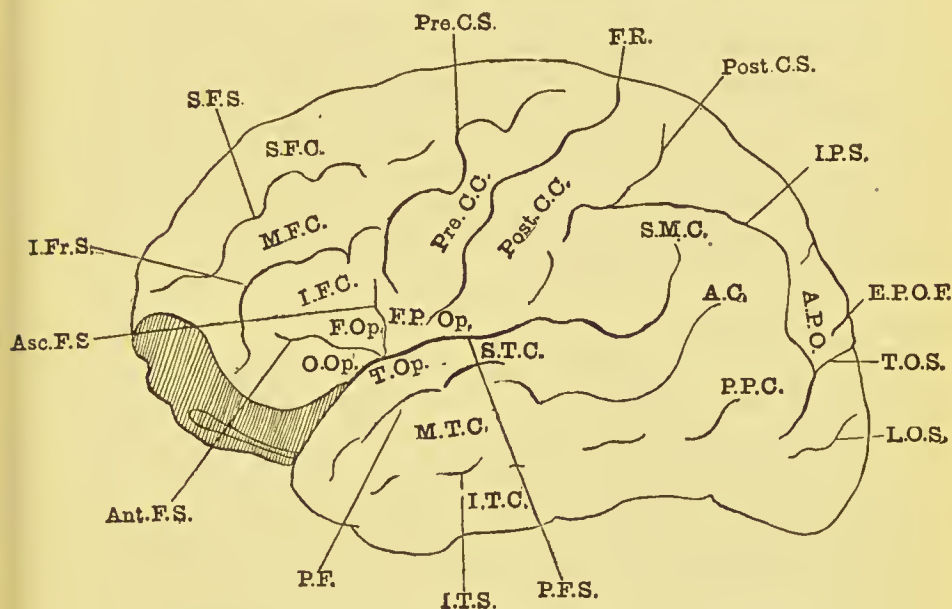 Pre.C.S.
F.R.
Post.C.S.
S.F.S.
S.F.C.
I.P.S.
Pre.C.C.
Post.C.C.
S.M.C.
M.F.C.
I.Fr.S.
I.F.C.
A.C.
E.P.O.F.
A.P.O.
Asc.F.S
F.Op.
F.P. Op.
O.Op.
T.Op.
S.T.C.
T.O.S.
P.P.C.
M.T.C.
L.O.S.
I.T.C.
Ant.F.S.
P.F.
I.T.S.
P.F.S.